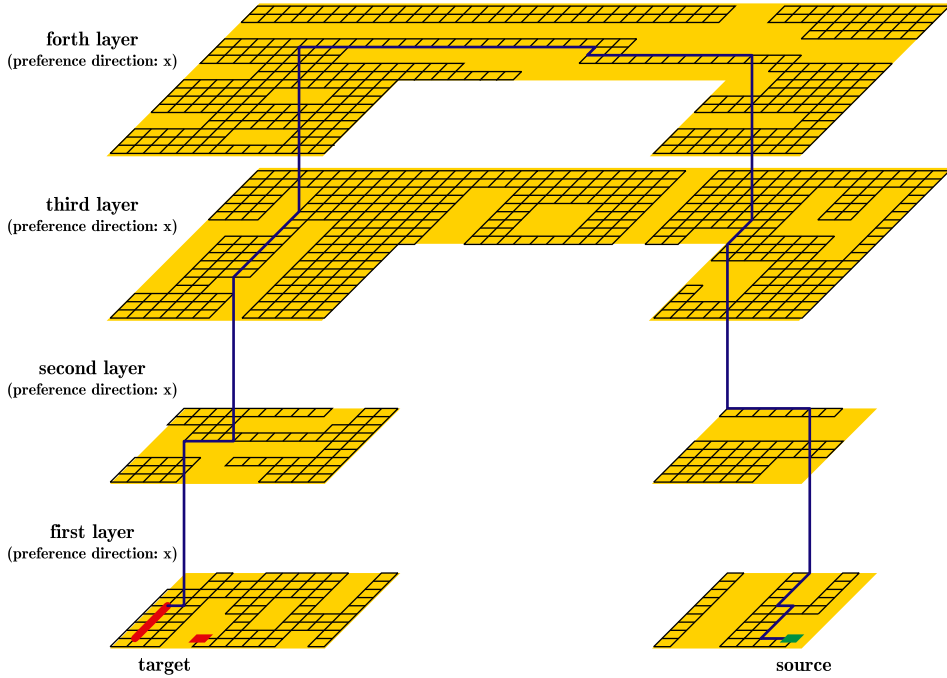 forth layer
(preference direction: x)
third layer
(preference direction: x)
second layer
(preference direction: x)
first layer
(preference direction: x)
target
source